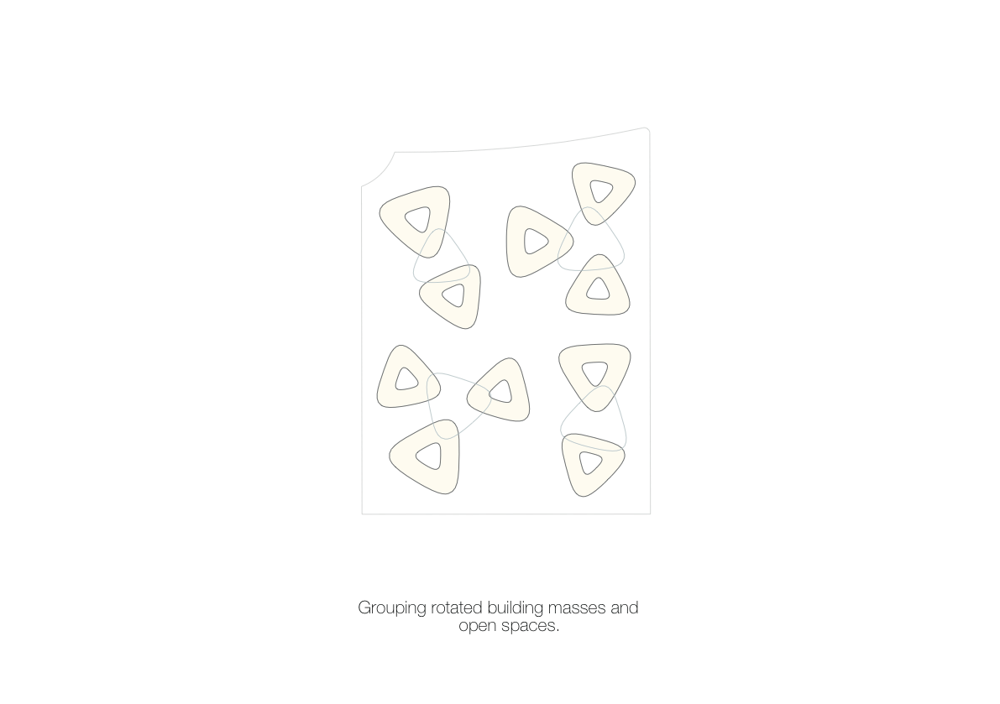 Grouping rotated building masses and
open spaces.